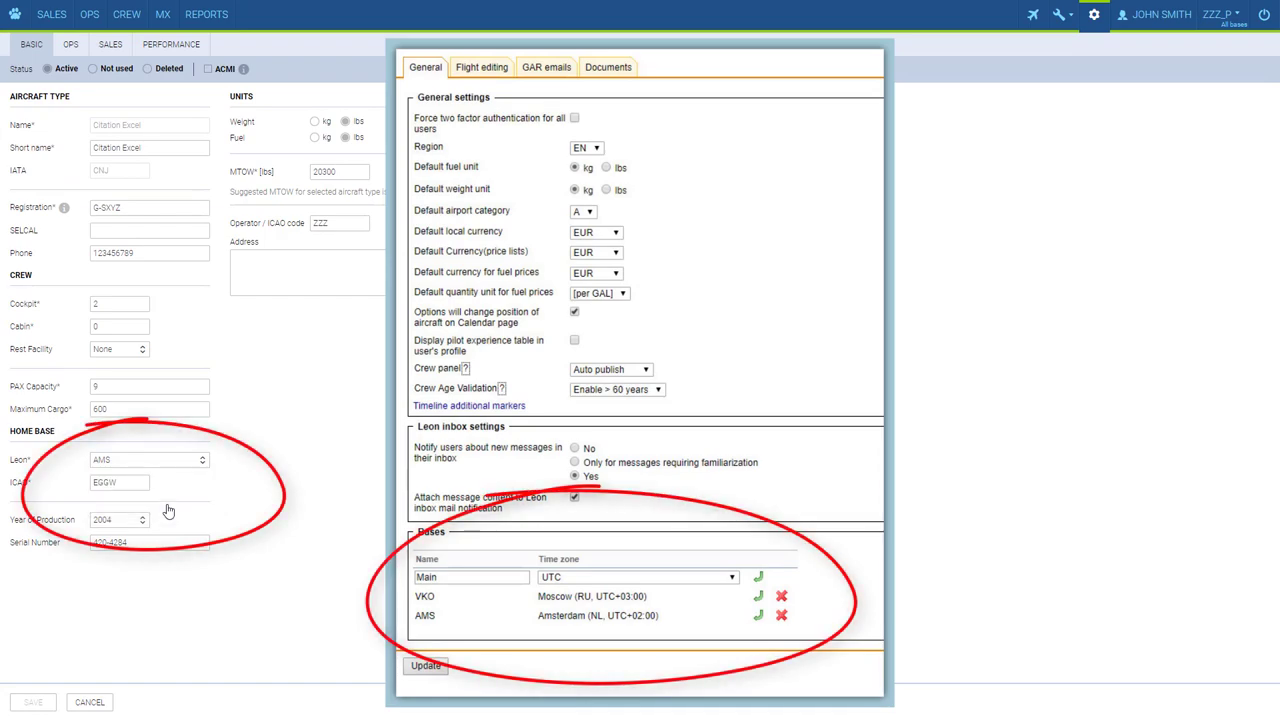 SALES OPS CREW MX REPORTS JOHN SMITH ZZZ_P
All bases
BASIC OPS SALES PERFORMANCE
Status Active Not used Deleted ACMI i
AIRCRAFT TYPE
Name* Citation Excel
Short name* Citation Excel
IATA CNJ
Registration* i G-SXYZ
SELCAL
Phone 123456789
CREW
Cockpit* 2
Cabin* 0
Rest Facility None
PAX Capacity* 9
Maximum Cargo* 600
HOME BASE
Leon* AMS
EGGW
Year of Production 2004
Serial Number
UNITS
Weight kg lbs
Fuel kg lbs
MTOW* [lbs] 20300
Suggested MTOW for selected aircraft type
Operator / ICAO code ZZZ
Address
General Flight editing GAR emails Documents
General settings
Force two factor authentication for all
users
Region EN
Default fuel unit kg lbs
Default weight unit kg lbs
Default airport category A
Default local currency EUR
Default Currency(price lists) EUR
Default currency for fuel prices EUR
Default quantity unit for fuel prices [per GAL]
Options will change position of
aircraft on Calendar page
Display pilot experience table in
user's profile
Crew panel ? Auto publish
Crew Age Validation ? Enable > 60 years
Timeline additional markers
Leon inbox settings
Notify users about new messages in
their inbox
No
Only for messages requiring familiarization
Yes
Attach message content to Leon
inbox mail notification
Bases
Name Time zone
Main UTC
VKO Moscow (RU, UTC+03:00)
AMS Amsterdam (NL, UTC+02:00)
Update
SAVE CANCEL